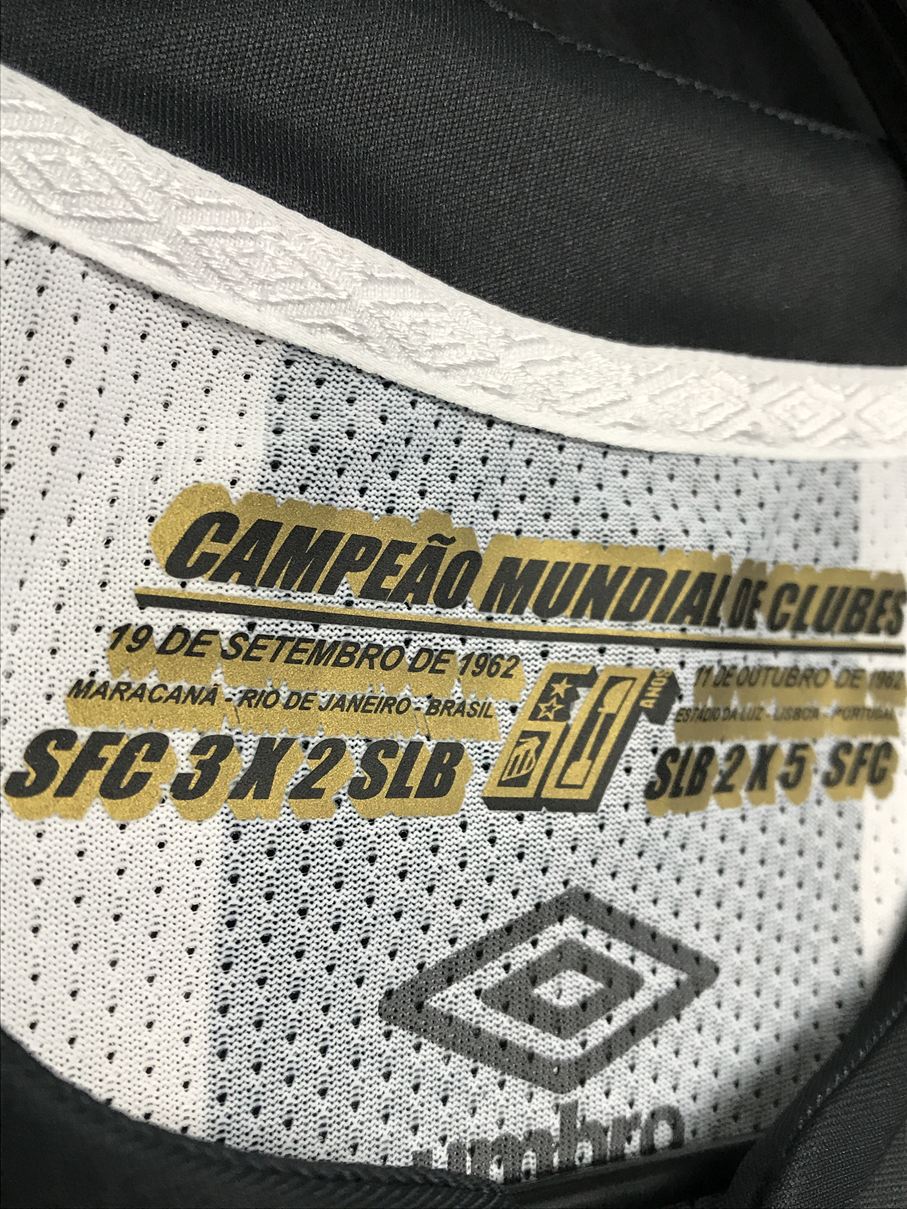 CAMPEÃO MUNDIAL DE CLUBES
19 DE SETEMBRO DE 1962
MARACANÃ - RIO DE JANEIRO - BRASIL
SFC 3 X 2 SLB
60 ANOS
11 DE OUTUBRO DE 1962
ESTÁDIO DA LUZ - LISBOA - PORTUGAL
SLB 2 X 5 SFC
umbro